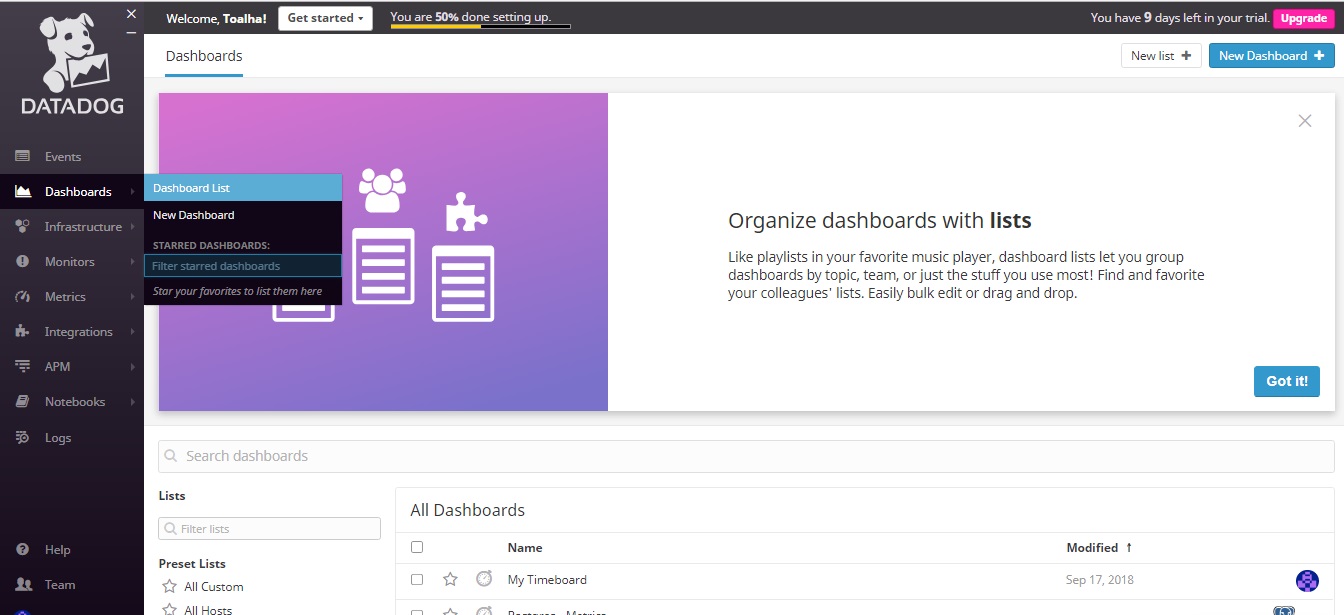 Welcome, Toalha!
Get started
You are 50% done setting up.
You have 9 days left in your trial.
Upgrade
DATADOG
Events
Dashboards
Infrastructure
Monitors
Metrics
Integrations
APM
Notebooks
Logs
Help
Team
Dashboard List
New Dashboard
STARRED DASHBOARDS:
Filter starred dashboards
Star your favorites to list them here
Dashboards
New list +
New Dashboard +
Organize dashboards with lists
Like playlists in your favorite music player, dashboard lists let you group
dashboards by topic, team, or just the stuff you use most! Find and favorite
your colleagues' lists. Easily bulk edit or drag and drop.
Got it!
Search dashboards
Lists
Filter lists
Preset Lists
All Custom
All Hosts
All Dashboards
Name
Modified ↑
My Timeboard
Sep 17, 2018